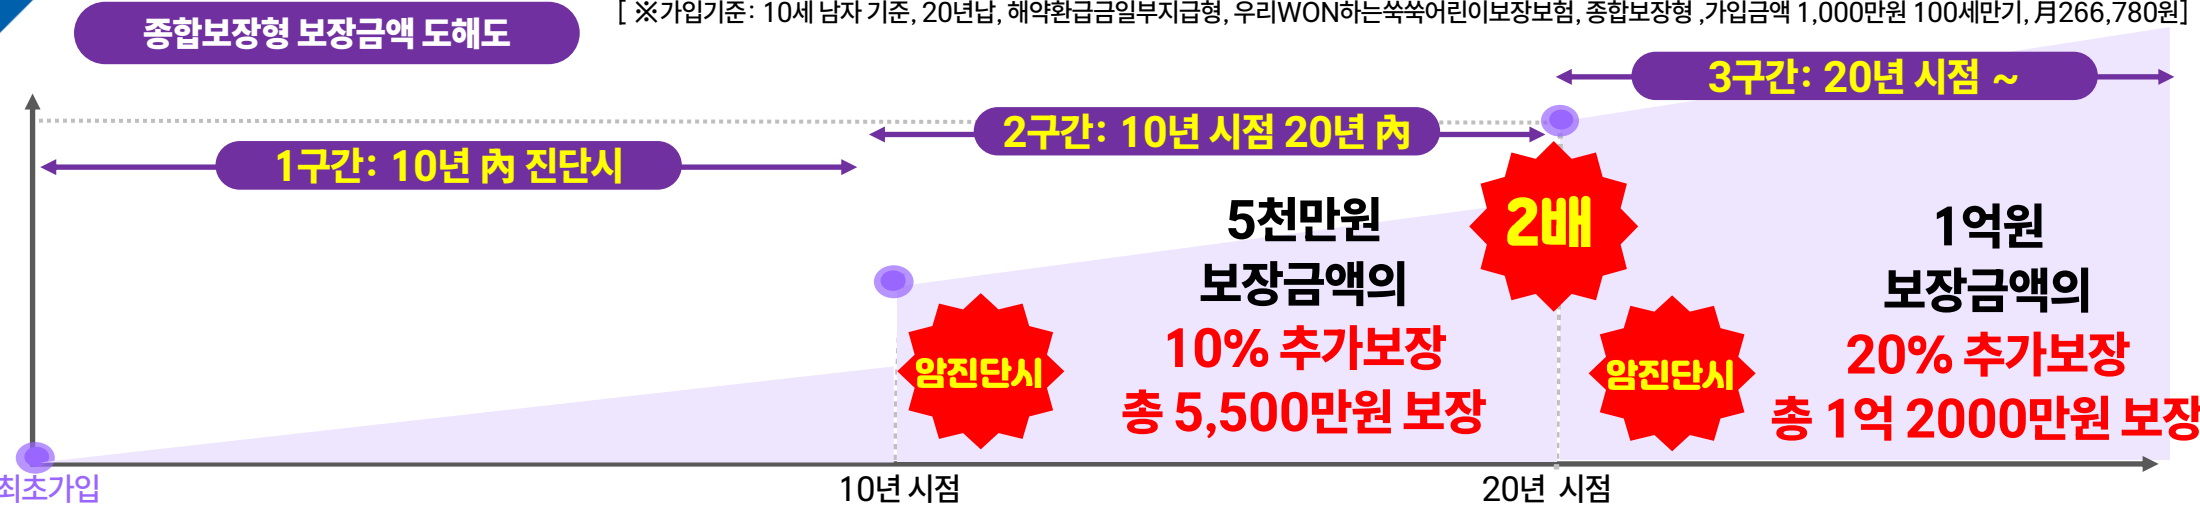 종합보장형 보장금액 도해도
[ ※가입기준: 10세 남자 기준, 20년납, 해약환급금일부지급형, 우리WON하는쑥쑥어린이보장보험, 종합보장형 ,가입금액 1,000만원 100세만기, 月266,780원]
3구간: 20년 시점 ~
2구간: 10년 시점 20년 內
1구간: 10년 內 진단시
5천만원
보장금액의
10% 추가보장
총 5,500만원 보장
2배
1억원
보장금액의
20% 추가보장
총 1억 2000만원 보장
암진단시
암진단시
최초가입
10년 시점
20년 시점